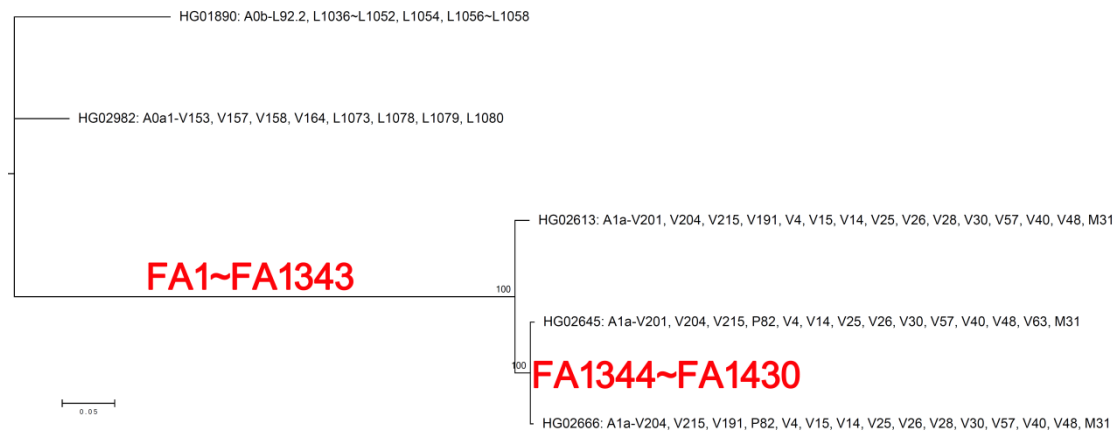 HG01890: A0b-L92.2, L1036~L1052, L1054, L1056~L1058
HG02982: A0a1-V153, V157, V158, V164, L1073, L1078, L1079, L1080
HG02613: A1a-V201, V204, V215, V191, V4, V15, V14, V25, V26, V28, V30, V57, V40, V48, M31
FA1~FA1343
100
HG02645: A1a-V201, V204, V215, P82, V4, V14, V25, V26, V30, V57, V40, V48, V63, M31
100
FA1344~FA1430
0.05
HG02666: A1a-V204, V215, V191, P82, V4, V15, V14, V25, V26, V28, V30, V57, V40, V48, M31